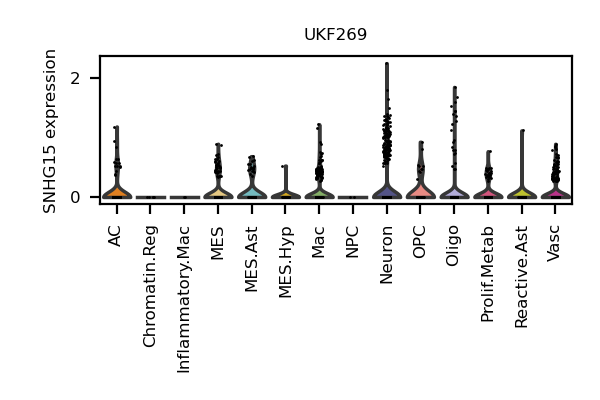 UKF269
SNHG15 expression
2
0
AC
Chromatin.Reg
Inflammatory.Mac
MES
MES.Ast
MES.Hyp
Mac
NPC
Neuron
OPC
Oligo
Prolif.Metab
Reactive.Ast
Vasc